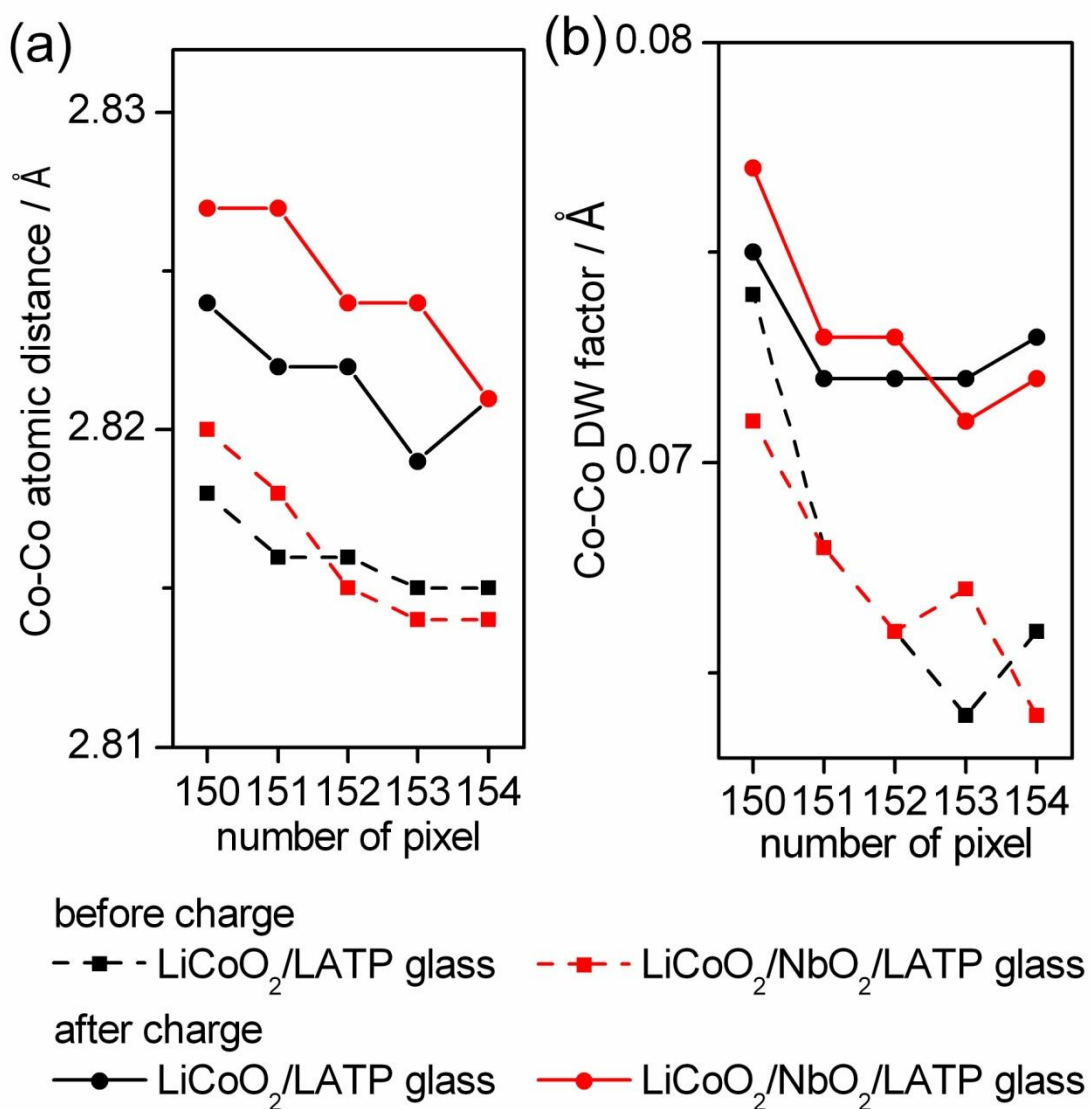 (a)
2.83
2.82
2.81
Co-Co atomic distance / Å
150 151 152 153 154
number of pixel
(b)
0.08
0.07
Co-Co DW factor / Å
150 151 152 153 154
number of pixel
before charge
LiCoO₂/LATP glass
LiCoO₂/NbO₂/LATP glass
after charge
LiCoO₂/LATP glass
LiCoO₂/NbO₂/LATP glass